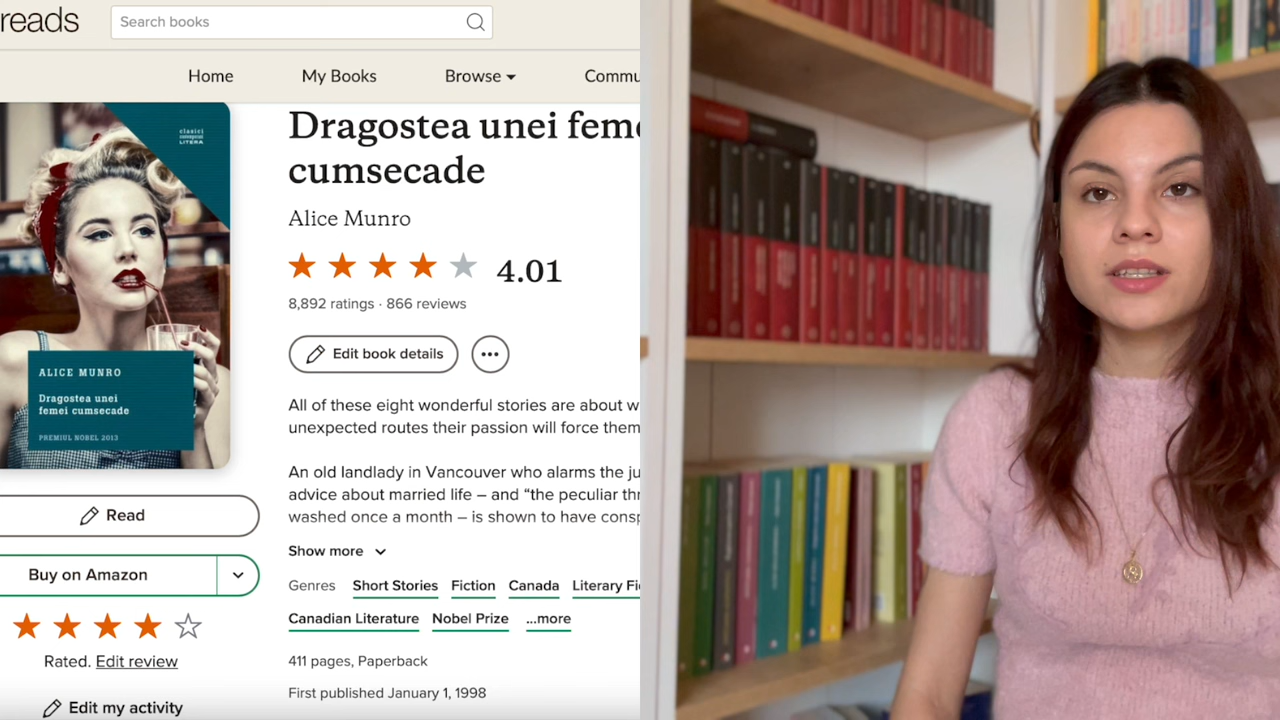 reads
Search books
Home
My Books
Browse
Commu
Dragostea unei feme
cumsecade
Alice Munro
4.01
8,892 ratings · 866 reviews
Edit book details
All of these eight wonderful stories are about w
unexpected routes their passion will force them
An old landlady in Vancouver who alarms the ju
advice about married life – and “the peculiar thr
washed once a month – is shown to have consp
Show more
Genres
Short Stories
Fiction
Canada
Literary Fi
Canadian Literature
Nobel Prize
...more
411 pages, Paperback
First published January 1, 1998
clasici
LITERA
ALICE MUNRO
Dragostea unei
femei cumsecade
PREMIUL NOBEL 2013
Read
Buy on Amazon
Rated. Edit review
Edit my activity